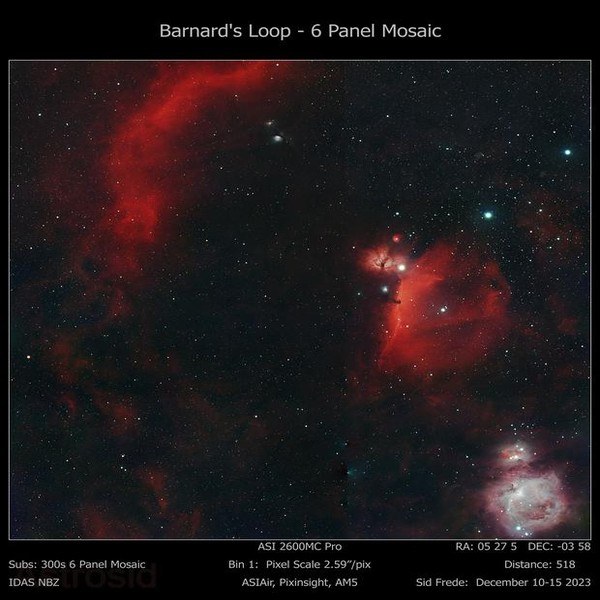 Barnard's Loop - 6 Panel Mosaic
ASI 2600MC Pro
RA: 05 27 5 DEC: -03 58
Subs: 300s 6 Panel Mosaic
Bin 1: Pixel Scale 2.59"/pix
Distance: 518
IDAS NBZ
ASIAir, Pixinsight, AM5
Sid Frede: December 10-15 2023